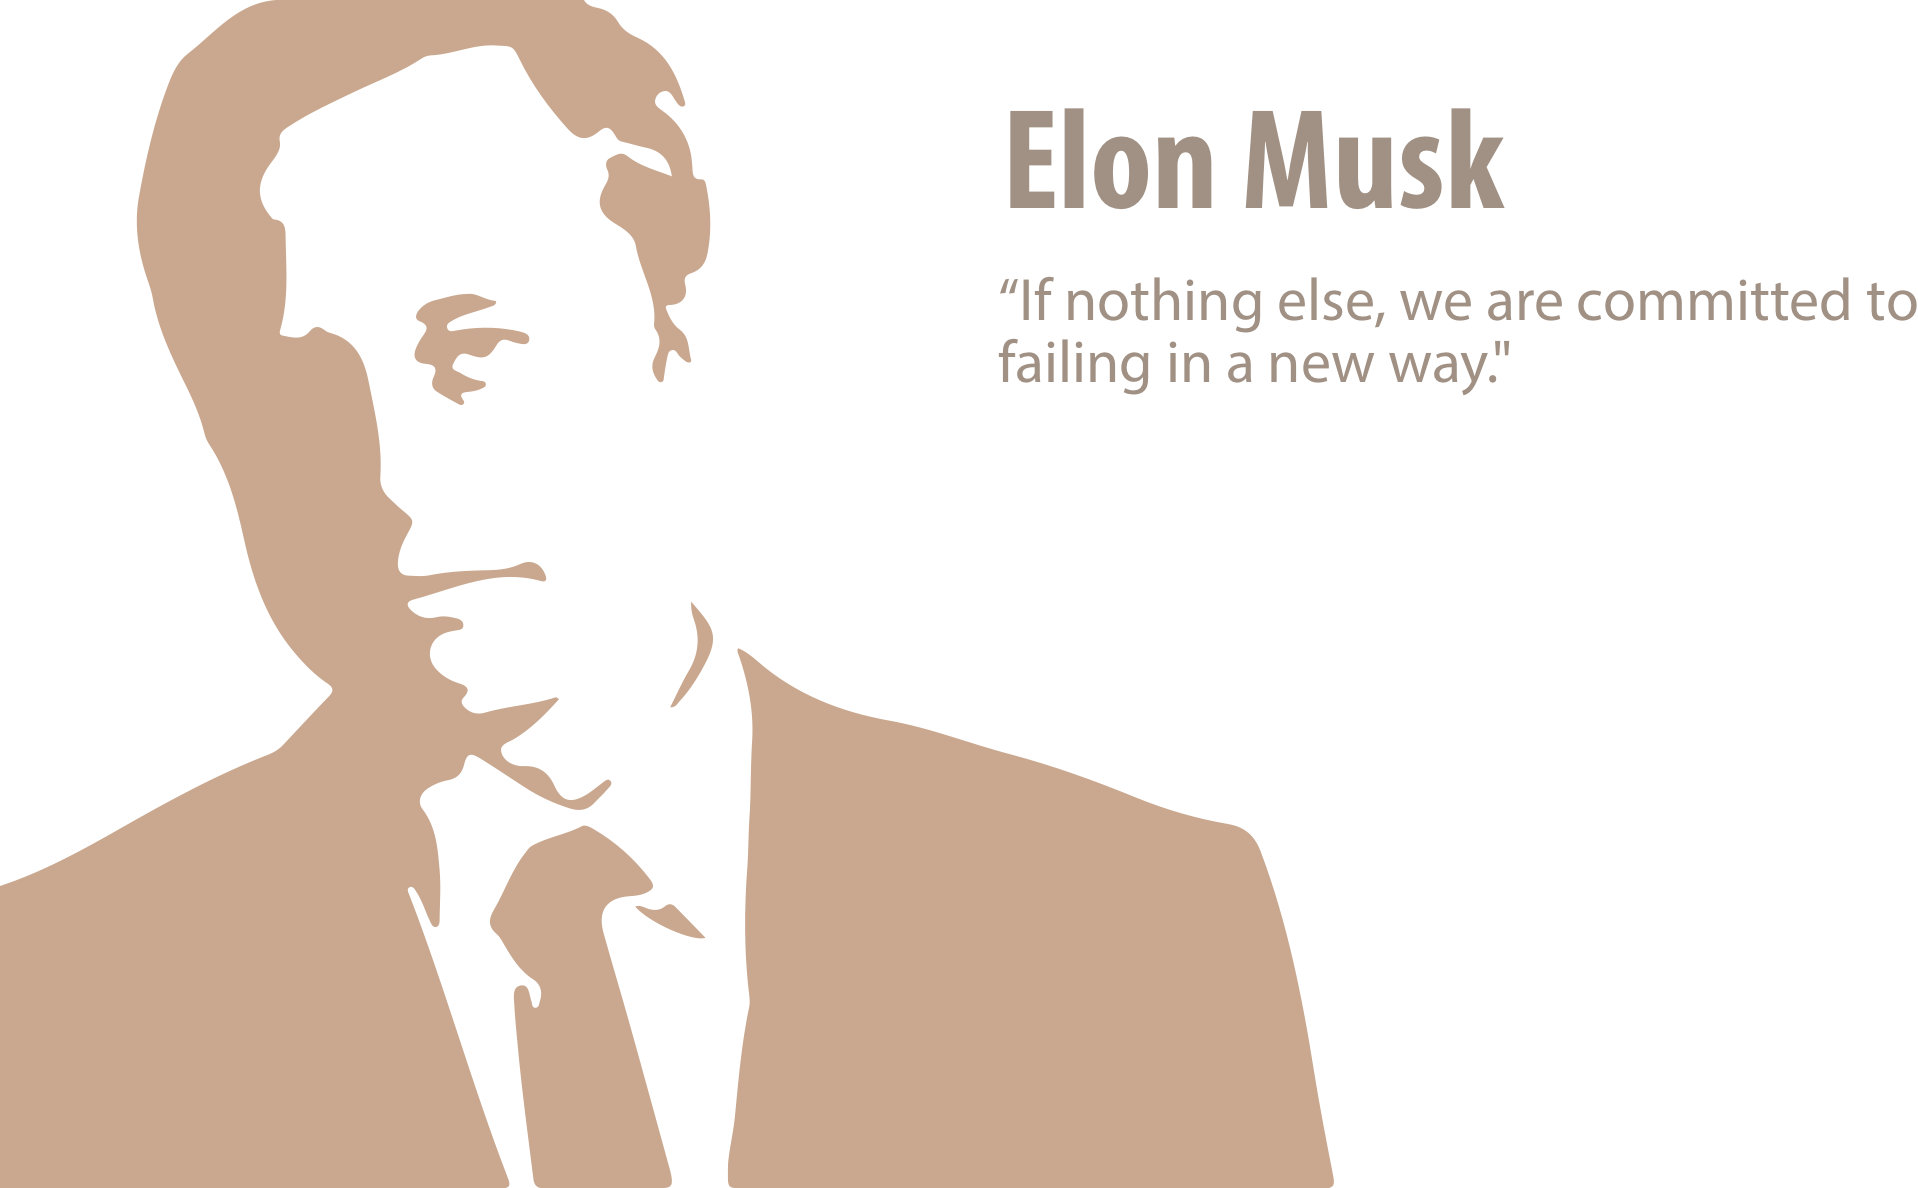 Elon Musk
“If nothing else, we are committed to
failing in a new way."